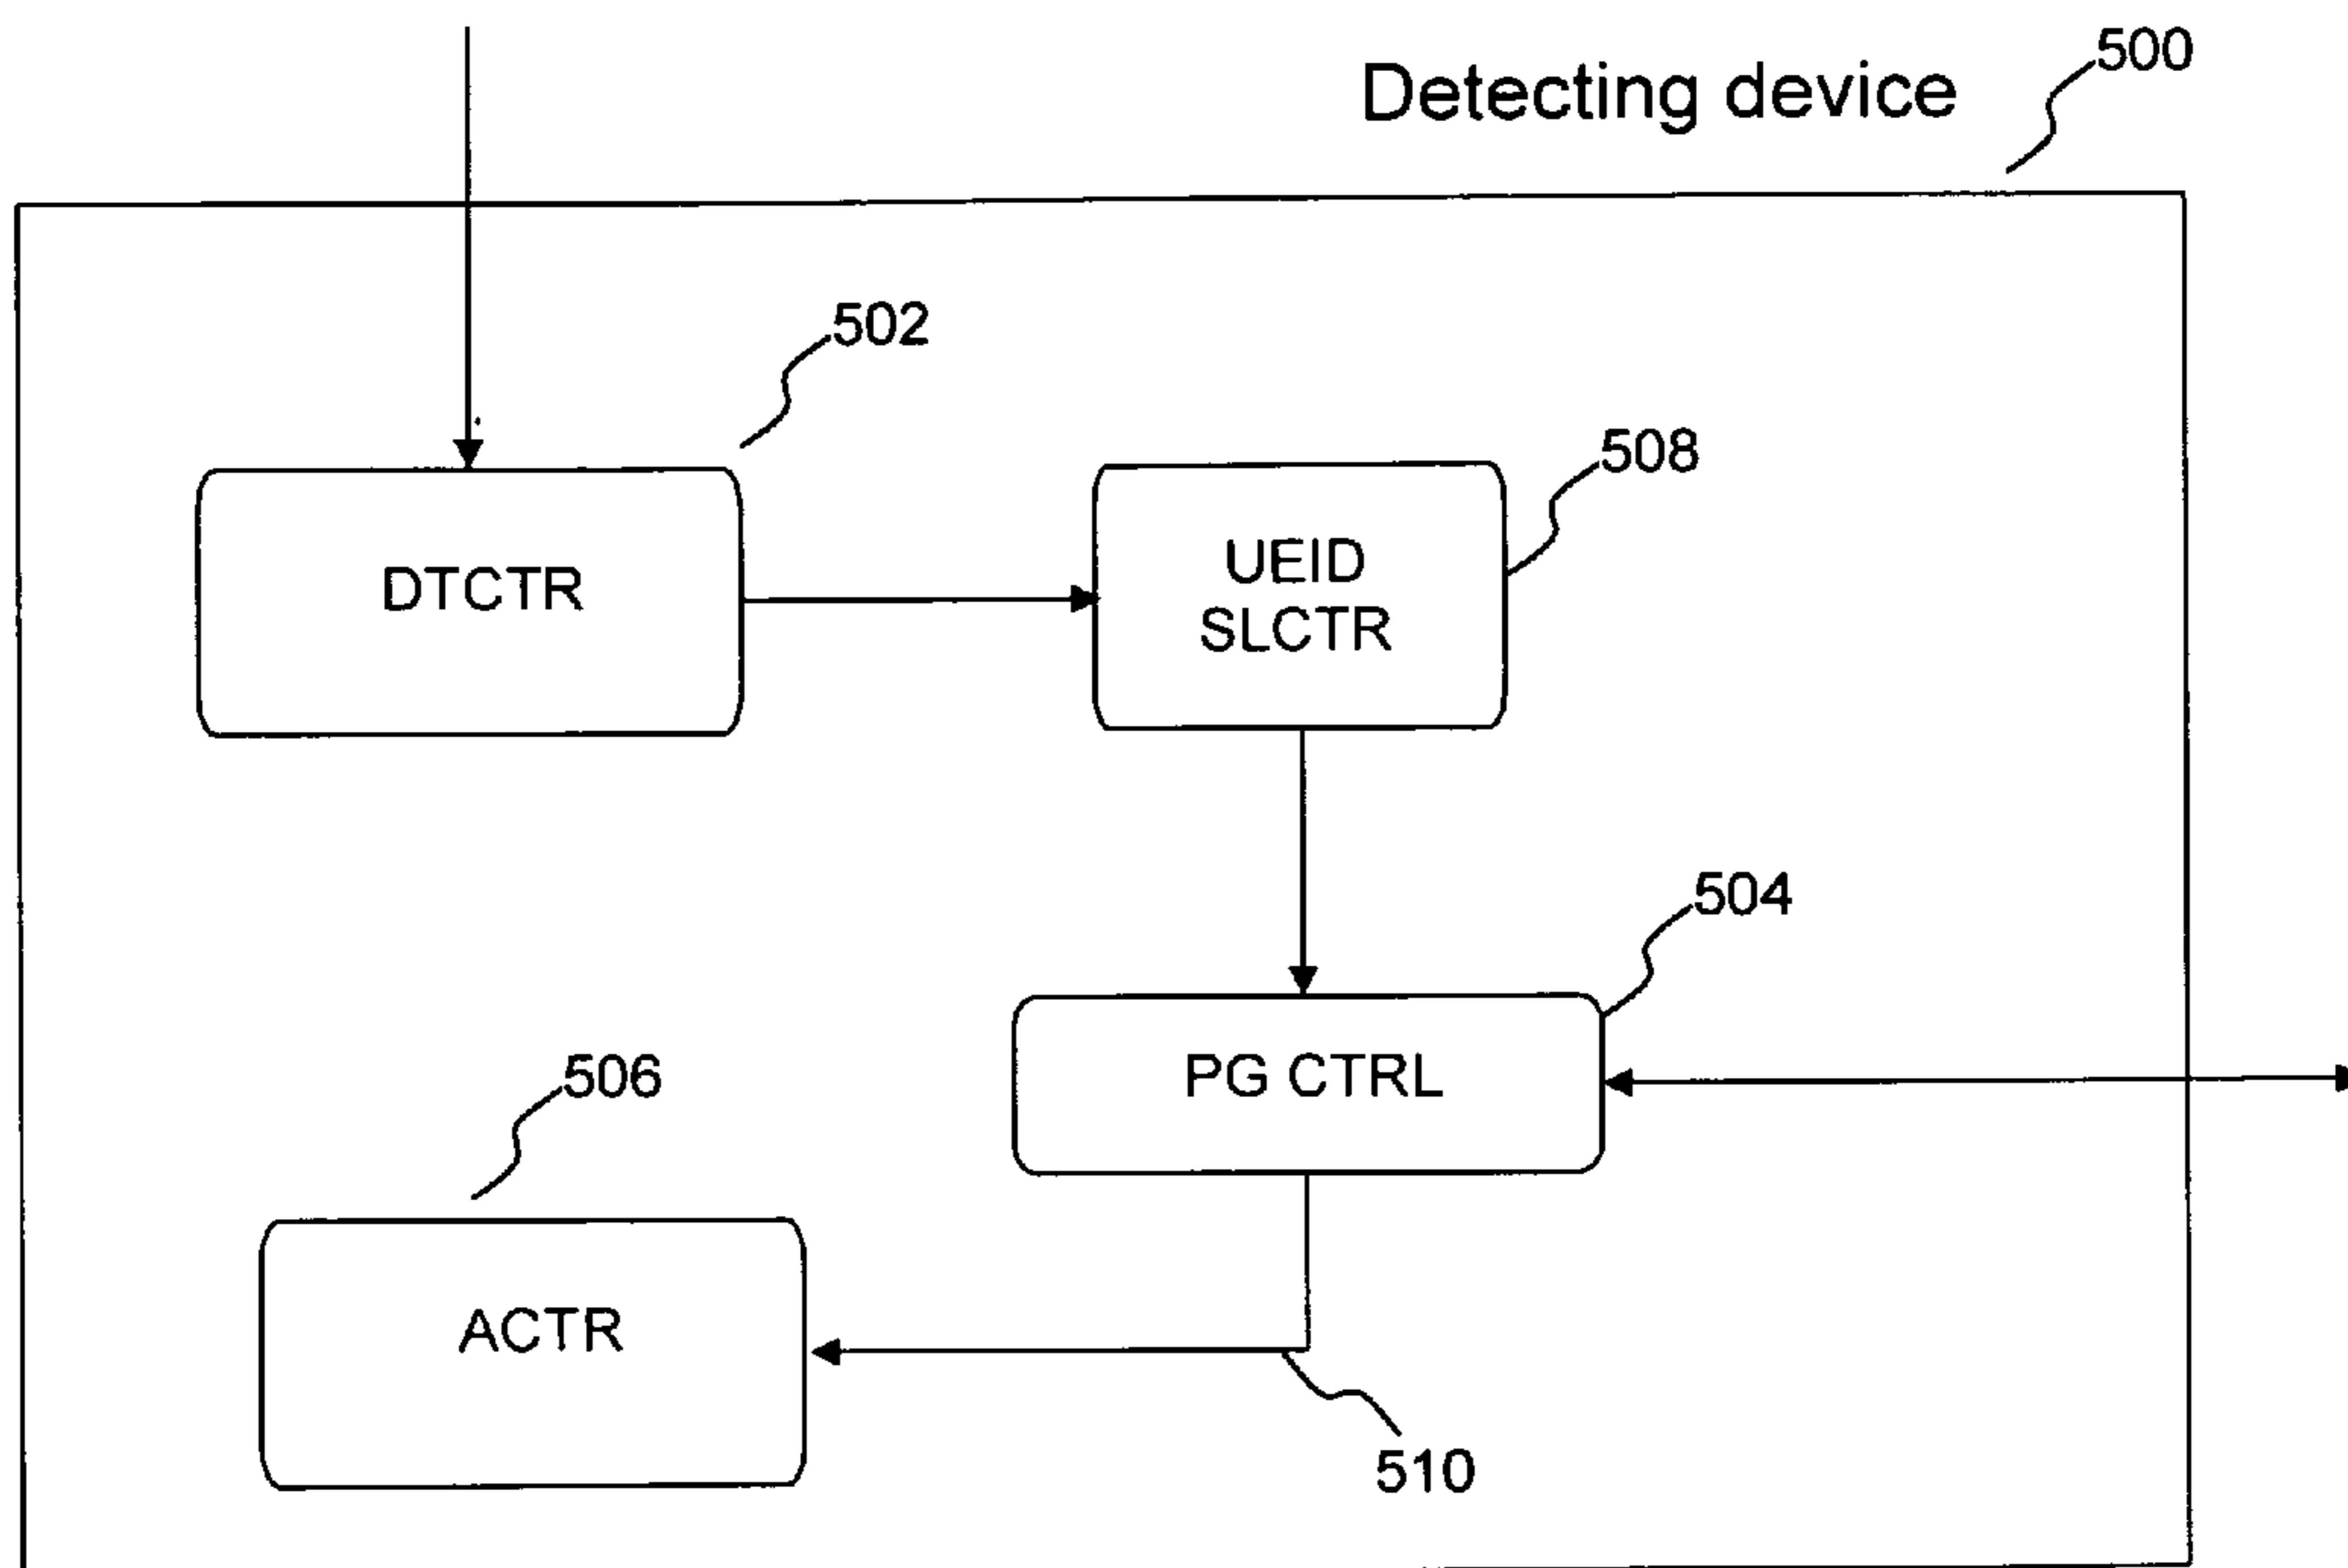 500
Detecting device
502
508
DTCTR
UEID
SLCTR
504
506
PG CTRL
ACTR
510